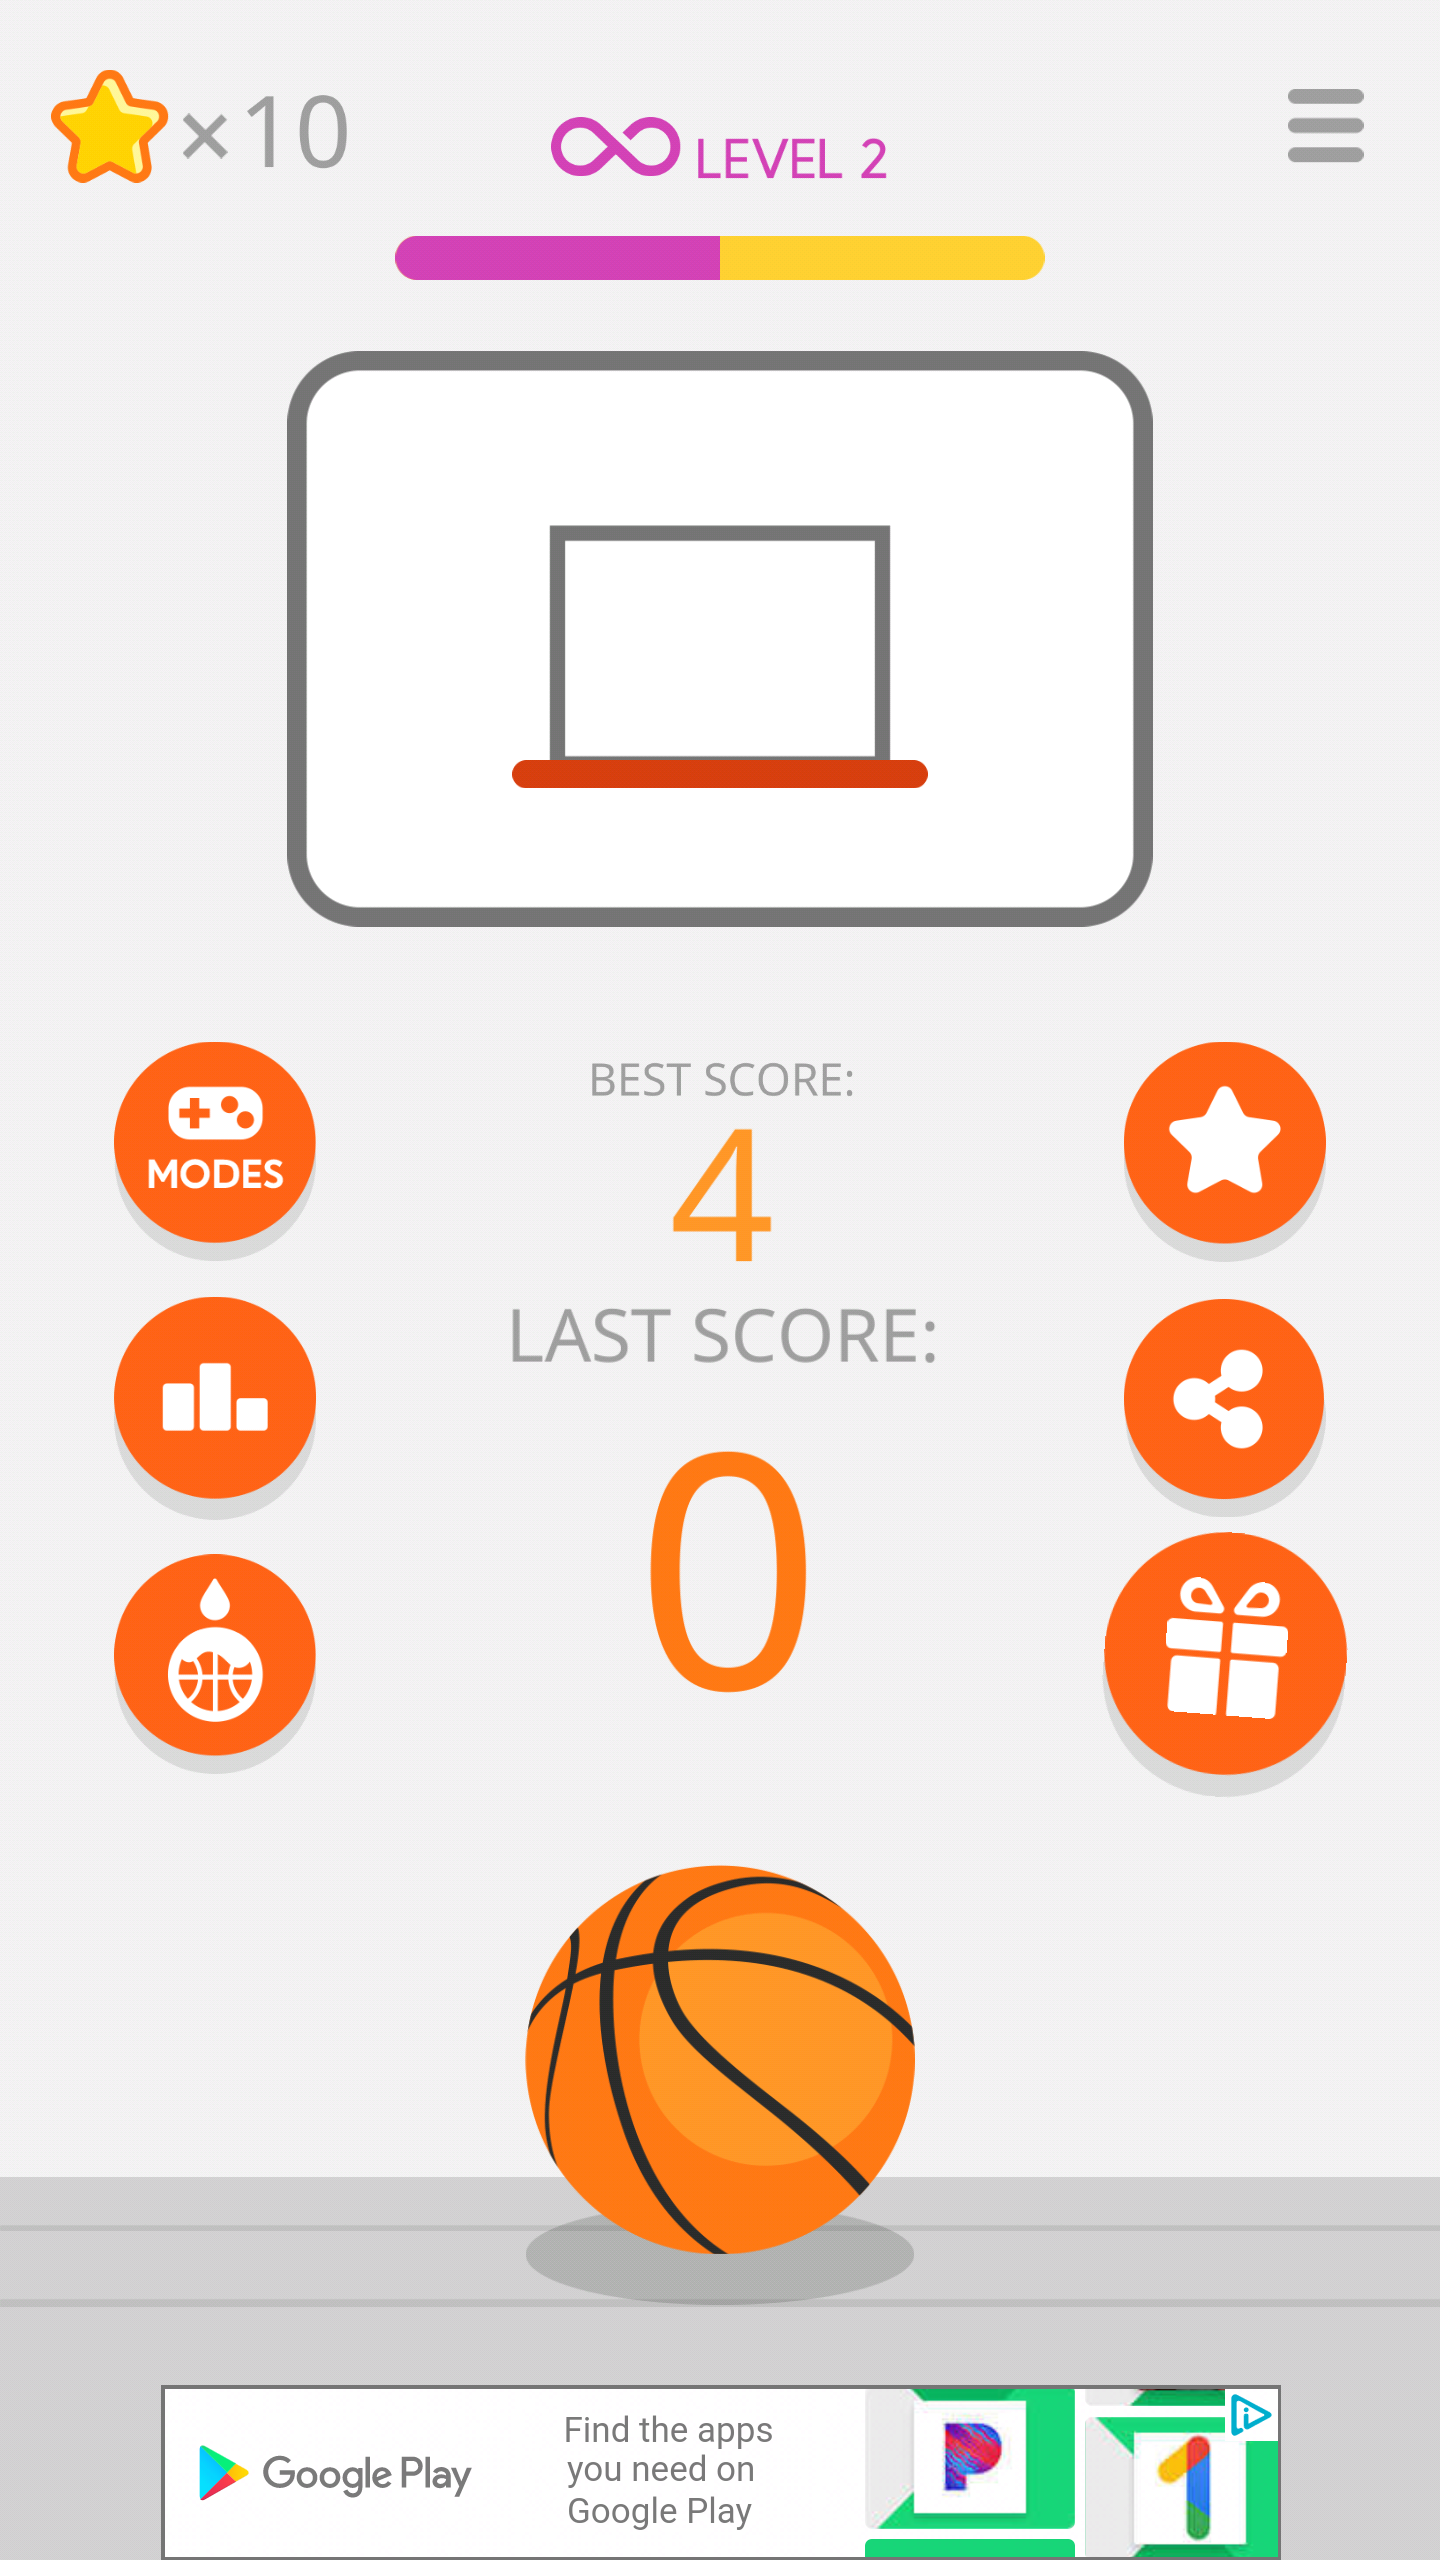 ×10
LEVEL 2
MODES
BEST SCORE:
4
LAST SCORE:
0
Google Play
Find the apps
you need on
Google Play